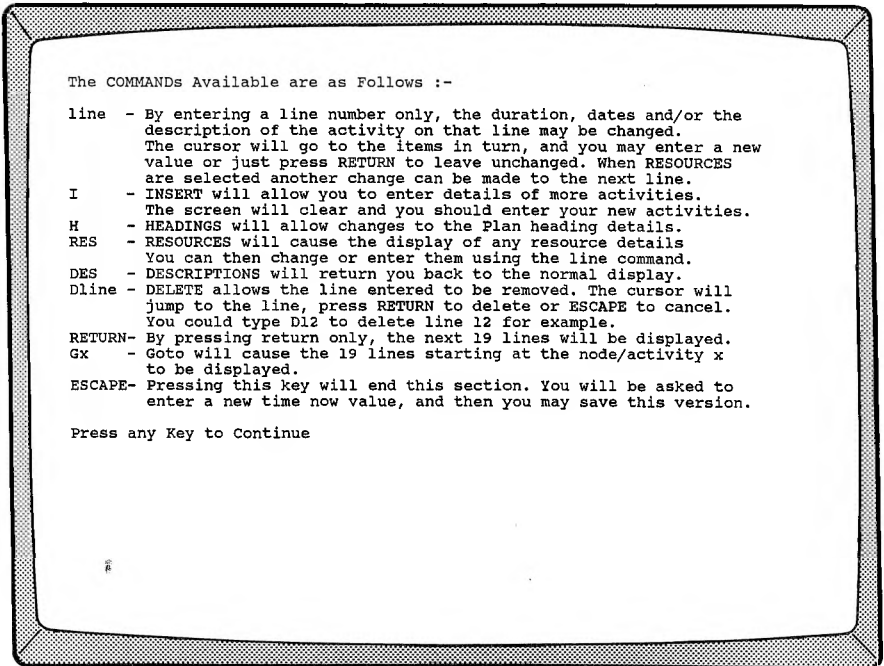 The COMMANDs Available are as Follows :-
line - By entering a line number only, the duration, dates and/or the
description of the activity on that line may be changed.
The cursor will go to the items in turn, and you may enter a new
value or just press RETURN to leave unchanged. When RESOURCES
are selected another change can be made to the next line.
I - INSERT will allow you to enter details of more activities.
The screen will clear and you should enter your new activities.
H - HEADINGS will allow changes to the Plan heading details.
RES - RESOURCES will cause the display of any resource details
You can then change or enter them using the line command.
DES - DESCRIPTIONS will return you back to the normal display.
Dline - DELETE allows the line entered to be removed. The cursor will
jump to the line, press RETURN to delete or ESCAPE to cancel.
You could type D12 to delete line 12 for example.
RETURN- By pressing return only, the next 19 lines will be displayed.
Gx - Goto will cause the 19 lines starting at the node/activity x
to be displayed.
ESCAPE- Pressing this key will end this section. You will be asked to
enter a new time now value, and then you may save this version.
Press any Key to Continue